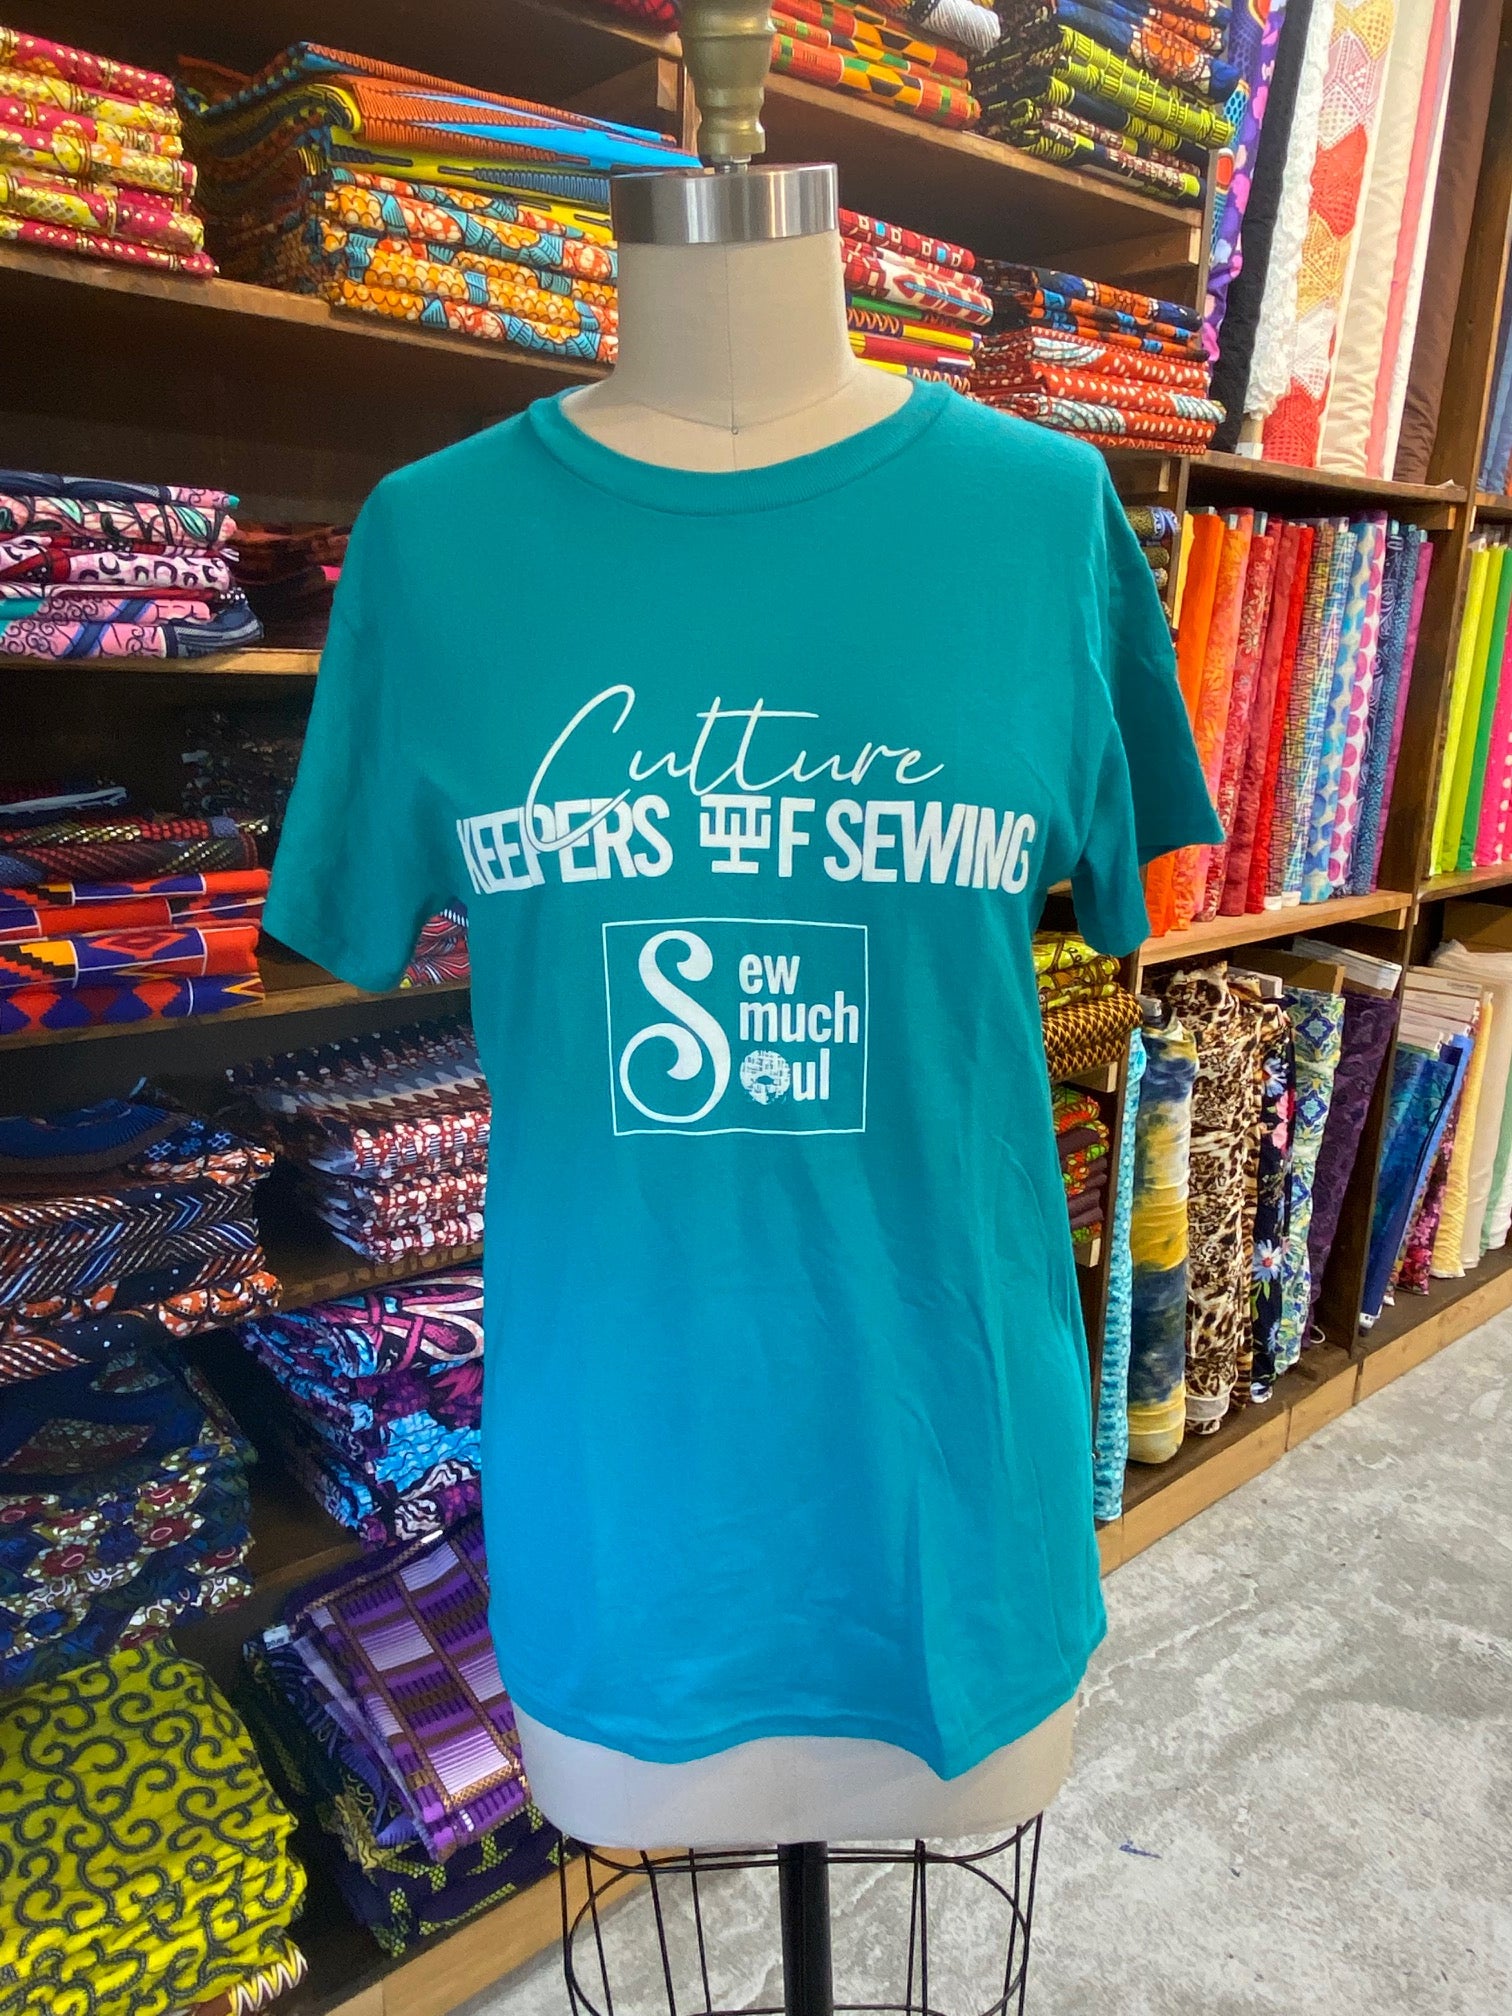 Culture
KEEPERS OF SEWING
Sew
much
Soul